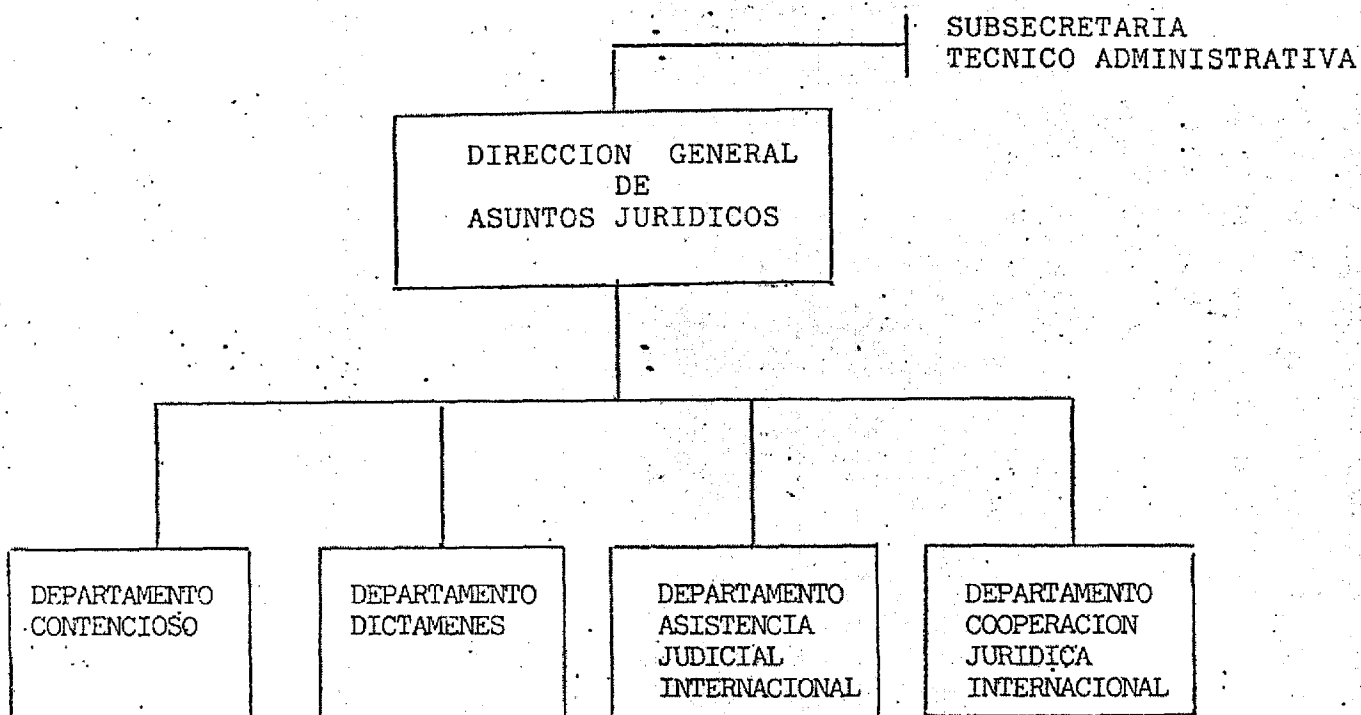 SUBSECRETARIA
TECNICO ADMINISTRATIVA
DIRECCION GENERAL
DE
ASUNTOS JURIDICOS
DEPARTAMENTO
CONTENCIOSO
DEPARTAMENTO
DICTAMENES
DEPARTAMENTO
ASISTENCIA
JUDICIAL
INTERNACIONAL
DEPARTAMENTO
COOPERACION
JURIDICA
INTERNACIONAL